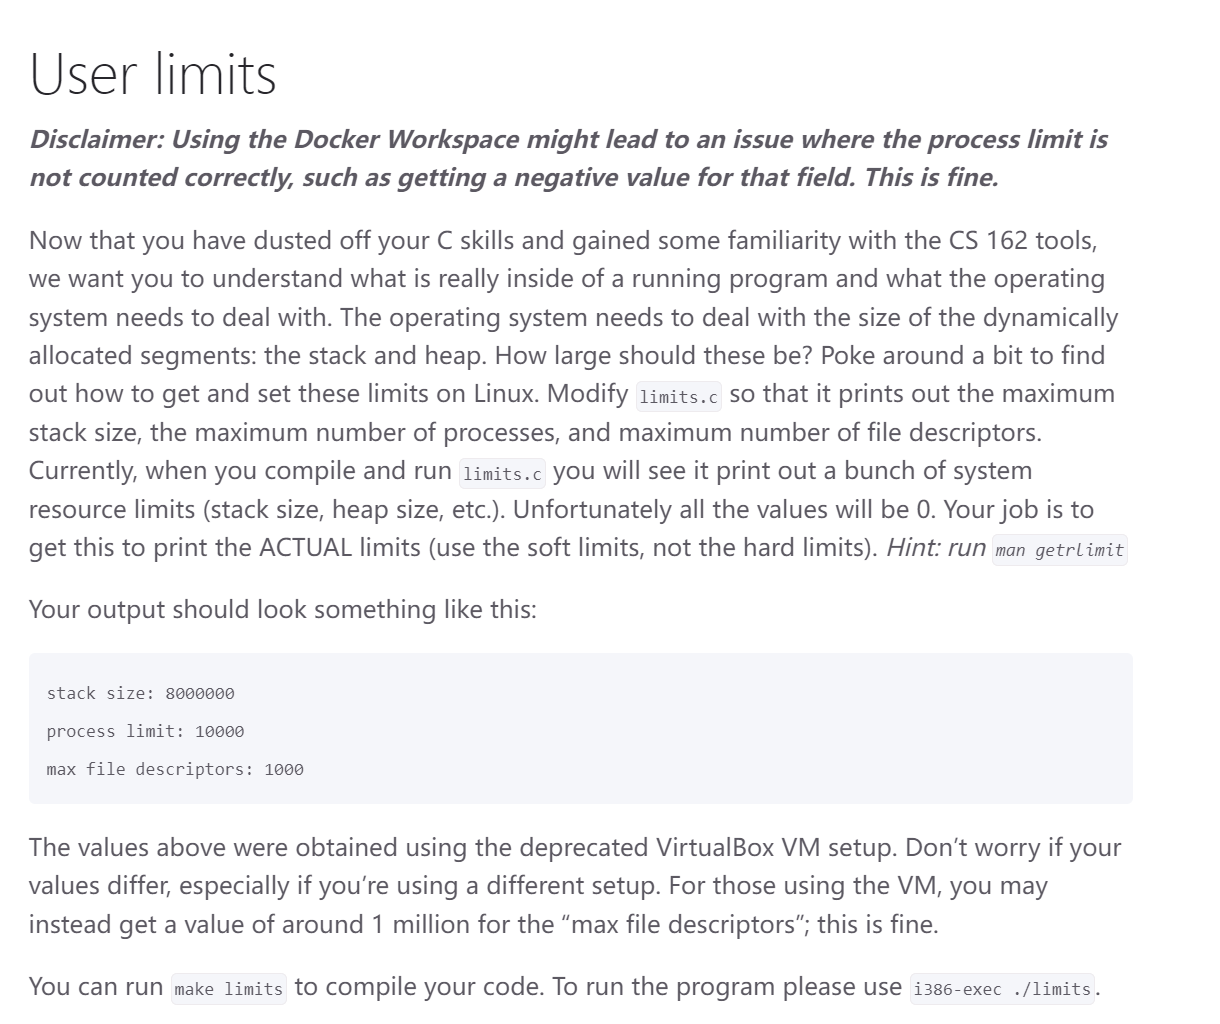 User limits
Disclaimer: Using the Docker Workspace might lead to an issue where the process limit is
not counted correctly, such as getting a negative value for that field. This is fine.
Now that you have dusted off your C skills and gained some familiarity with the CS 162 tools,
we want you to understand what is really inside of a running program and what the operating
system needs to deal with. The operating system needs to deal with the size of the dynamically
allocated segments: the stack and heap. How large should these be? Poke around a bit to find
out how to get and set these limits on Linux. Modify limits.c so that it prints out the maximum
stack size, the maximum number of processes, and maximum number of file descriptors.
Currently, when you compile and run limits.c you will see it print out a bunch of system
resource limits (stack size, heap size, etc.). Unfortunately all the values will be 0. Your job is to
get this to print the ACTUAL limits (use the soft limits, not the hard limits). Hint: run man getrlimit
Your output should look something like this:
stack size: 8000000
process limit: 10000
max file descriptors: 1000
The values above were obtained using the deprecated VirtualBox VM setup. Don’t worry if your
values differ, especially if you’re using a different setup. For those using the VM, you may
instead get a value of around 1 million for the “max file descriptors”; this is fine.
You can run make limits to compile your code. To run the program please use i386-exec ./limits.